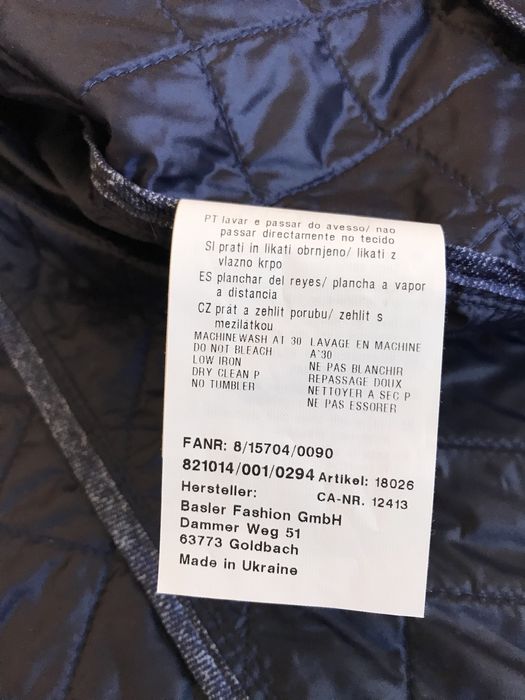 PT lavar e passar do avesso/ nao
passar directamente no tecido
SI prati in likati obrnjeno/ likati z
vlazno krpo
ES planchar del reyes/ plancha a vapor
a distancia
CZ prát a zehlit porubu/ zehlit s
mezilátkou
MACHINE WASH AT 30
DO NOT BLEACH
LOW IRON
DRY CLEAN P
NO TUMBLER
LAVAGE EN MACHINE
A'30
NE PAS BLANCHIR
REPASSAGE DOUX
NETTOYER A SEC P
NE PAS ESSORER
FANR: 8/15704/0090
821014/001/0294 Artikel: 18026
Hersteller: CA-NR. 12413
Basler Fashion GmbH
Dammer Weg 51
63773 Goldbach
Made in Ukraine